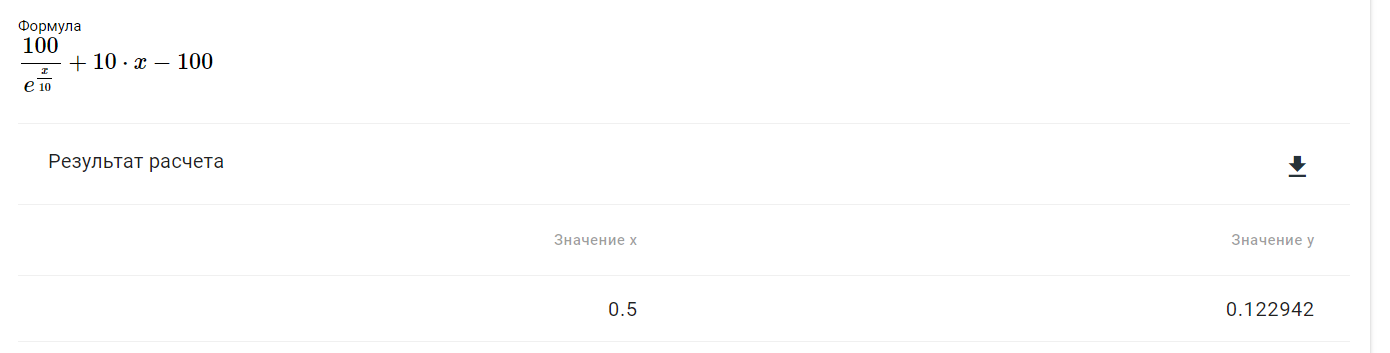 Формула
100/e^(x/10) + 10 · x − 100
Результат расчета
Значение x Значение y
0.5 0.122942